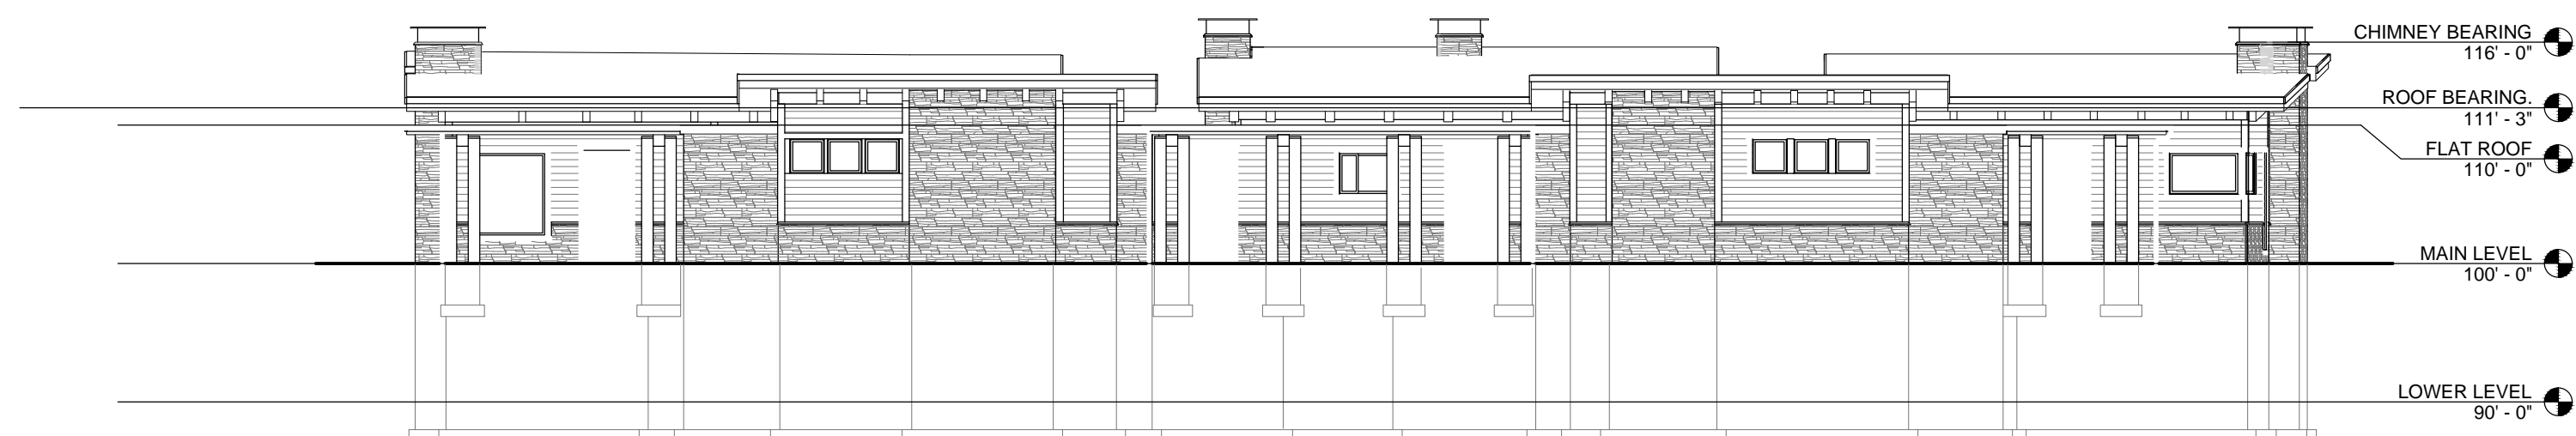 CHIMNEY BEARING
116' - 0"
ROOF BEARING.
111' - 3"
FLAT ROOF
110' - 0"
MAIN LEVEL
100' - 0"
LOWER LEVEL
90' - 0"